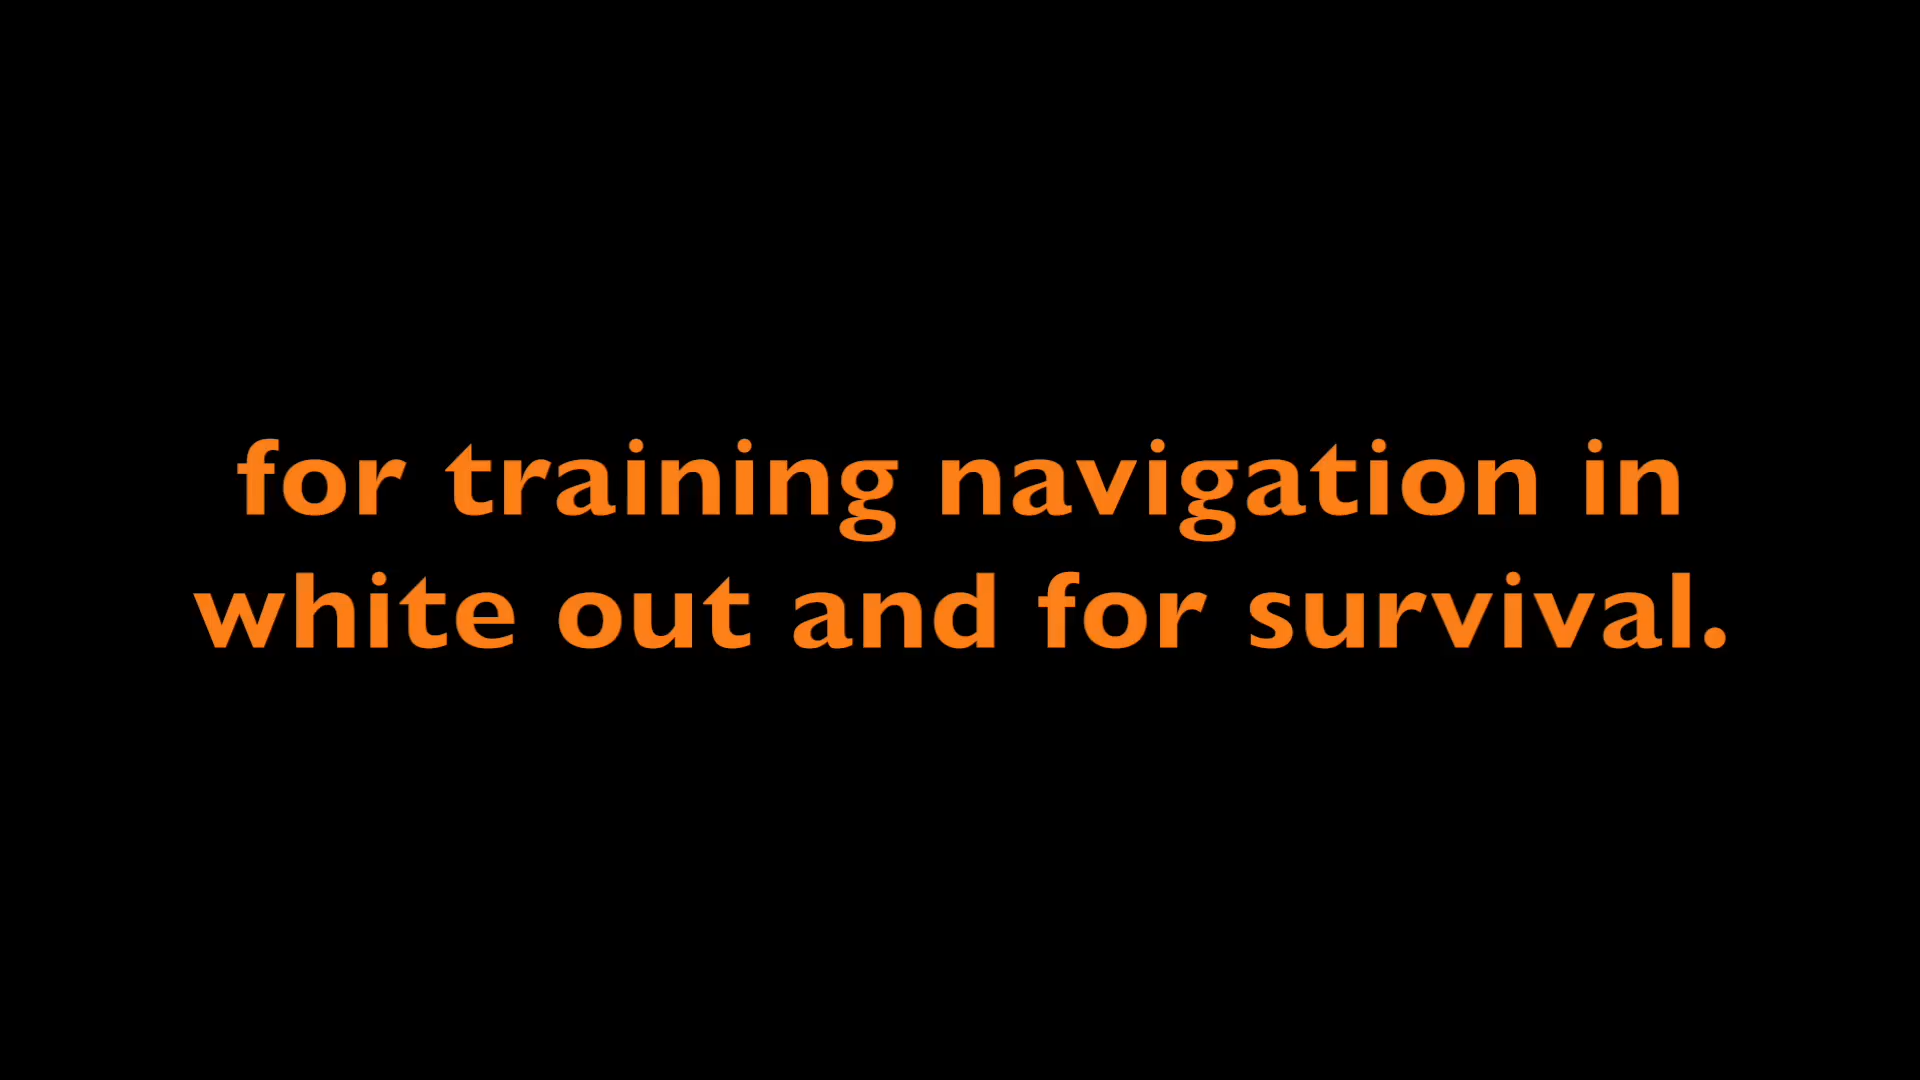 for training navigation in
white out and for survival.